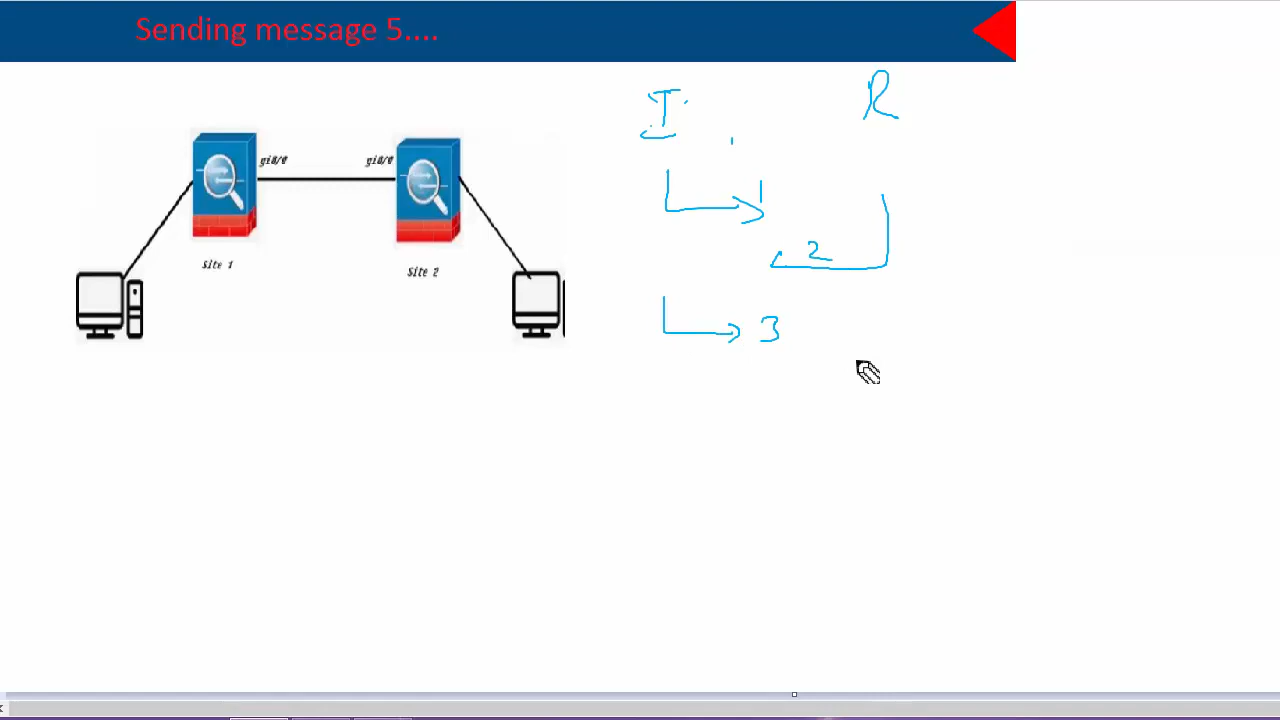 Sending message 5....
I R
gi0/0 gi0/0
1
2
Site 1 Site 2
3